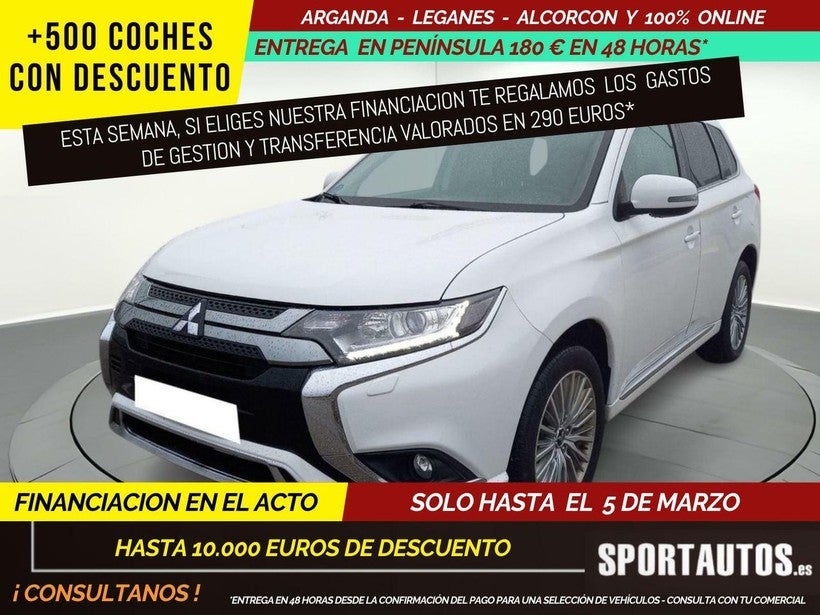 +500 COCHES
CON DESCUENTO
ARGANDA - LEGANES - ALCORCON Y 100% ONLINE
ENTREGA EN PENÍNSULA 180 € EN 48 HORAS*
ESTA SEMANA, SI ELIGES NUESTRA FINANCIACION TE REGALAMOS LOS GASTOS
DE GESTION Y TRANSFERENCIA VALORADOS EN 290 EUROS*
FINANCIACION EN EL ACTO
SOLO HASTA EL 5 DE MARZO
HASTA 10.000 EUROS DE DESCUENTO
SPORTAUTOS.es
¡ CONSULTANOS !
*ENTREGA EN 48 HORAS DESDE LA CONFIRMACIÓN DEL PAGO PARA UNA SELECCIÓN DE VEHÍCULOS - CONSULTA CON TU COMERCIAL